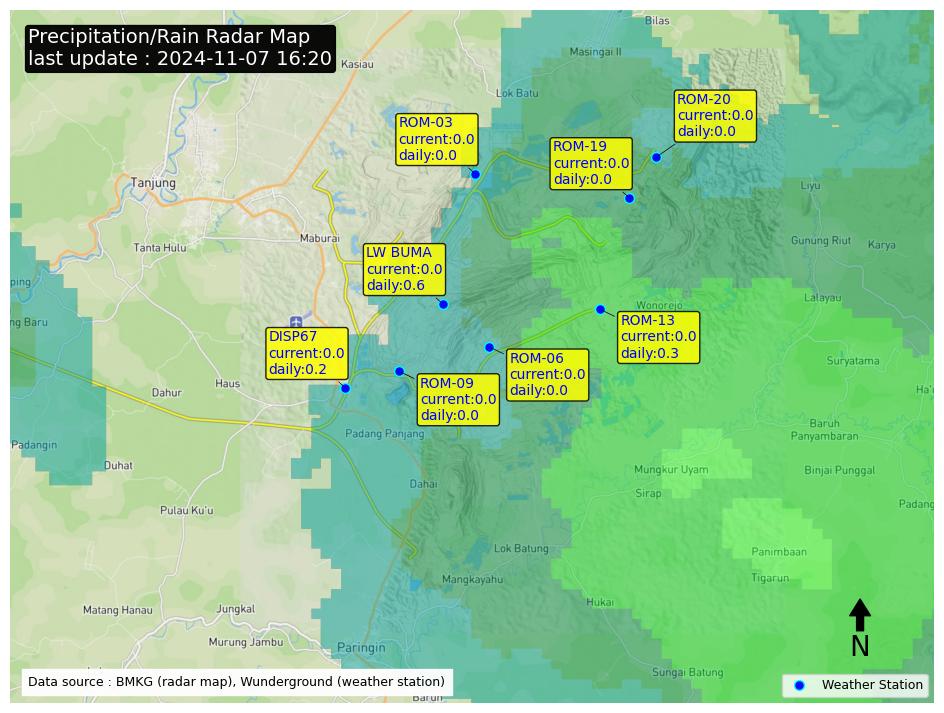 Precipitation/Rain Radar Map
last update : 2024-11-07 16:20
Bilas
Kasiau
Masingai II
Lok Batu
ROM-20
current:0.0
daily:0.0
ROM-03
current:0.0
daily:0.0
ROM-19
current:0.0
daily:0.0
Tanjung
Liyu
Maburai
Tanta Hulu
Gunung Riut
Karya
LW BUMA
current:0.0
daily:0.6
ping
Lalayau
Wonorejo
ng Baru
ROM-13
current:0.0
daily:0.3
DISP67
current:0.0
daily:0.2
ROM-06
current:0.0
daily:0.0
Suryatama
Haus
ROM-09
current:0.0
daily:0.0
Ha'
Dahur
Baruh
Panyambaran
Padang Panjang
Padangin
Duhat
Mungkur Uyam
Binjai Punggal
Dahai
Sirap
Padang
Pulau Ku'u
Lok Batung
Panimbaan
Mangkayahu
Tigarun
Hukai
Matang Hanau
Jungkal
Murung Jambu
Paringin
N
Sungai Batung
Data source : BMKG (radar map), Wunderground (weather station)
Weather Station
Barun